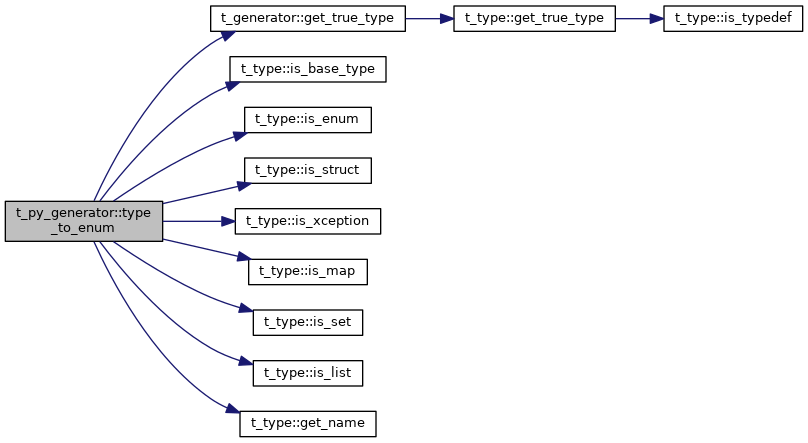 t_generator::get_true_type
t_type::get_true_type
t_type::is_typedef
t_type::is_base_type
t_type::is_enum
t_type::is_struct
t_py_generator::type
_to_enum
t_type::is_xception
t_type::is_map
t_type::is_set
t_type::is_list
t_type::get_name